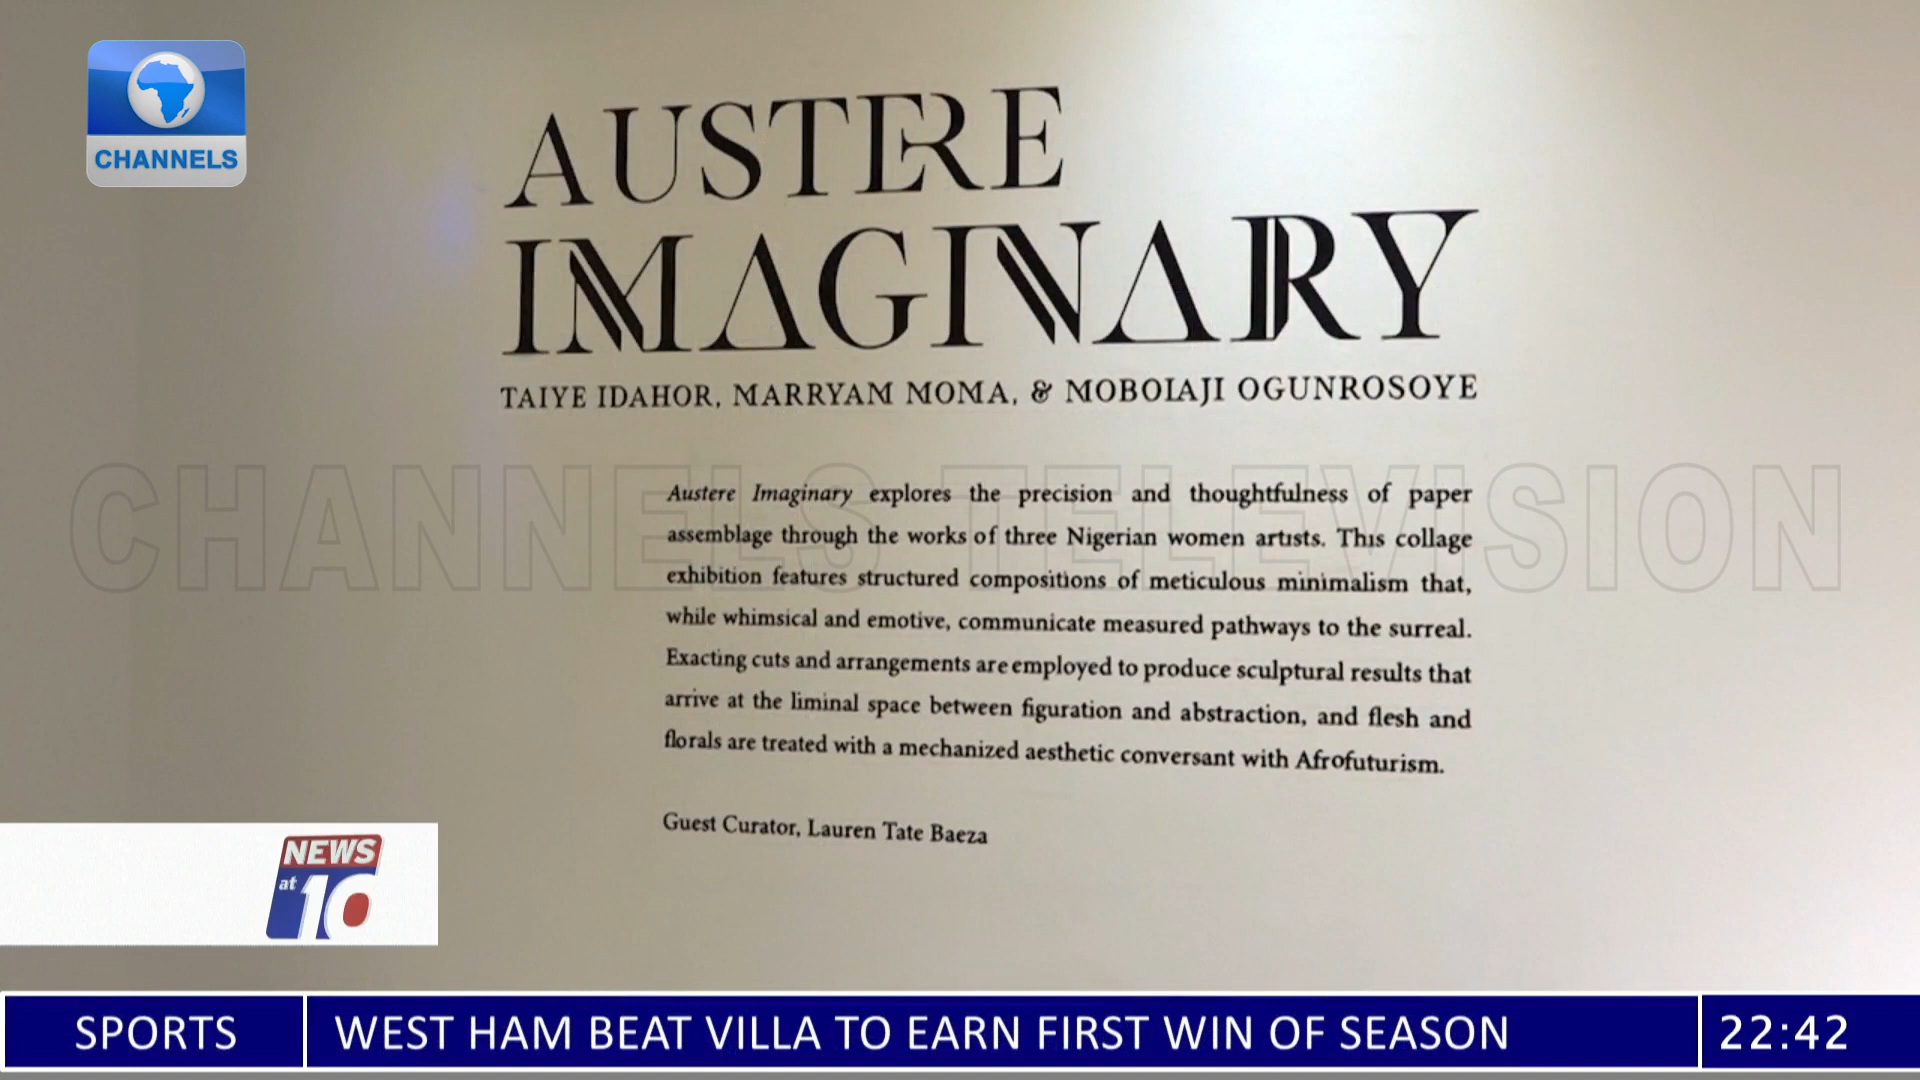 CHANNELS
AUSTERE
IMAGINARY
TAIYE IDAHOR, MARRYAM MOMA, & MOBOLAJI OGUNROSOYE
Austere Imaginary explores the precision and thoughtfulness of paper
assemblage through the works of three Nigerian women artists. This collage
exhibition features structured compositions of meticulous minimalism that,
while whimsical and emotive, communicate measured pathways to the surreal.
Exacting cuts and arrangements are employed to produce sculptural results that
arrive at the liminal space between figuration and abstraction, and flesh and
florals are treated with a mechanized aesthetic conversant with Afrofuturism.
Guest Curator, Lauren Tate Baeza
CHANNELS TELEVISION
NEWS
at 10
SPORTS
WEST HAM BEAT VILLA TO EARN FIRST WIN OF SEASON
22:42